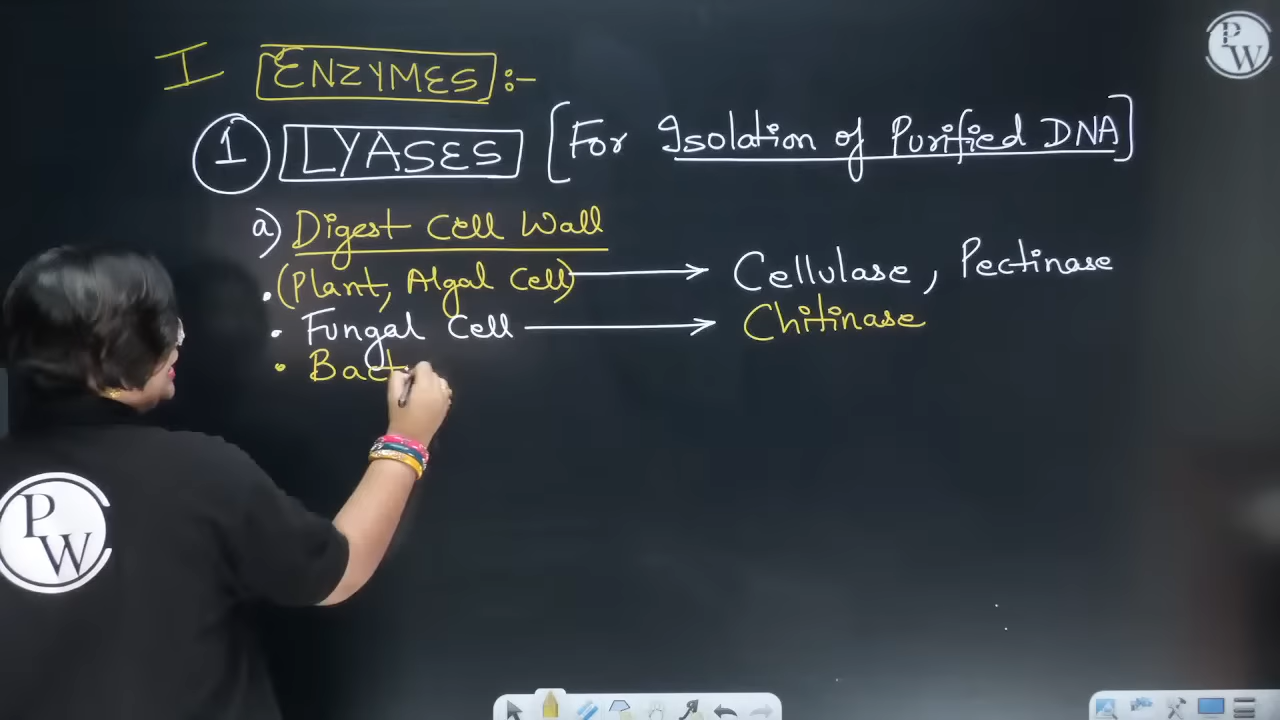 PW
I ENZYMES :-
1 LYASES [For Isolation of Purified DNA]
a) Digest Cell Wall
• (Plant, Algal Cell) → Cellulase, Pectinase
• Fungal Cell → Chitinase
• Bact
PW